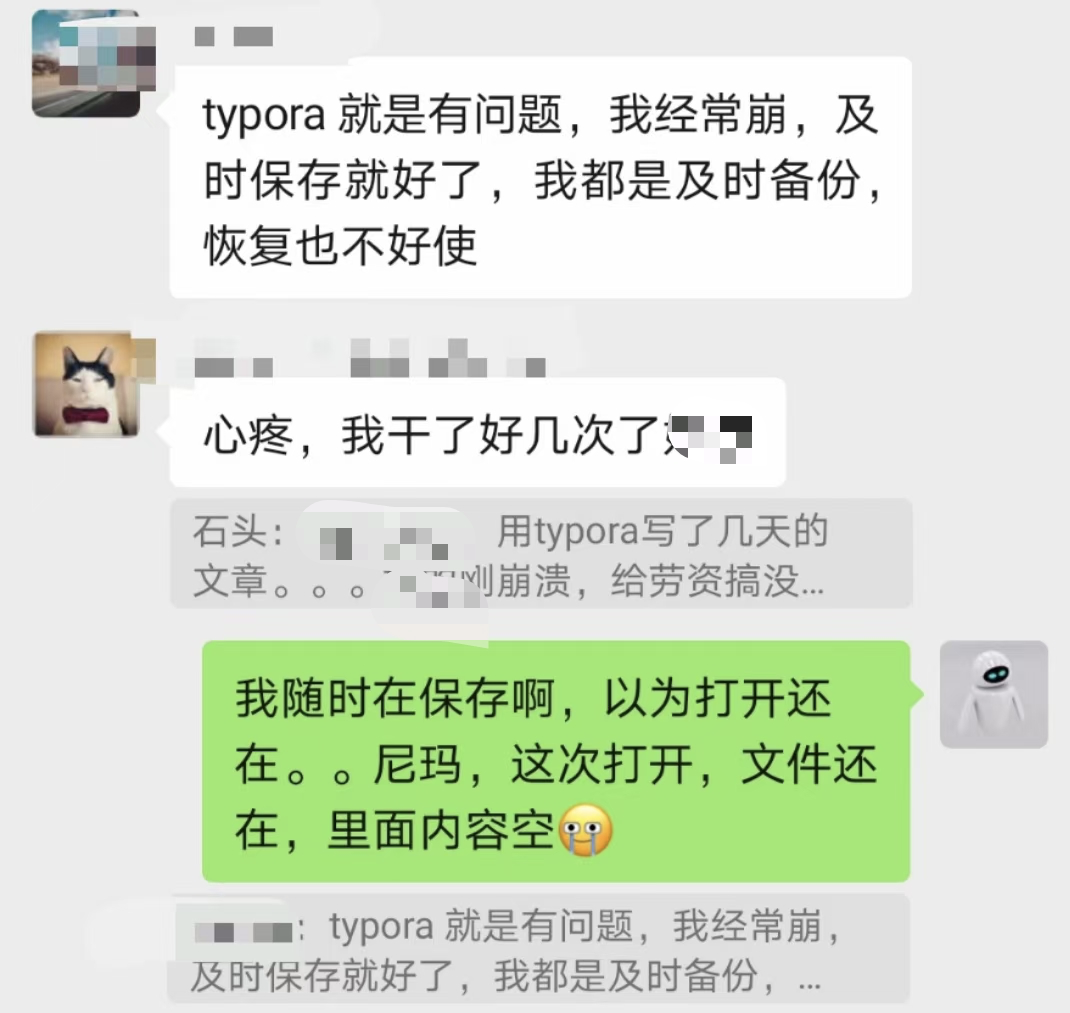 typora 就是有问题，我经常崩，及
时保存就好了，我都是及时备份，
恢复也不好使
心疼，我干了好几次了
石头： 用typora写了几天的
文章。。。刚崩溃，给劳资搞没...
我随时在保存啊，以为打开还
在。。尼玛，这次打开，文件还
在，里面内容空😭
： typora 就是有问题，我经常崩，
及时保存就好了，我都是及时备份，...